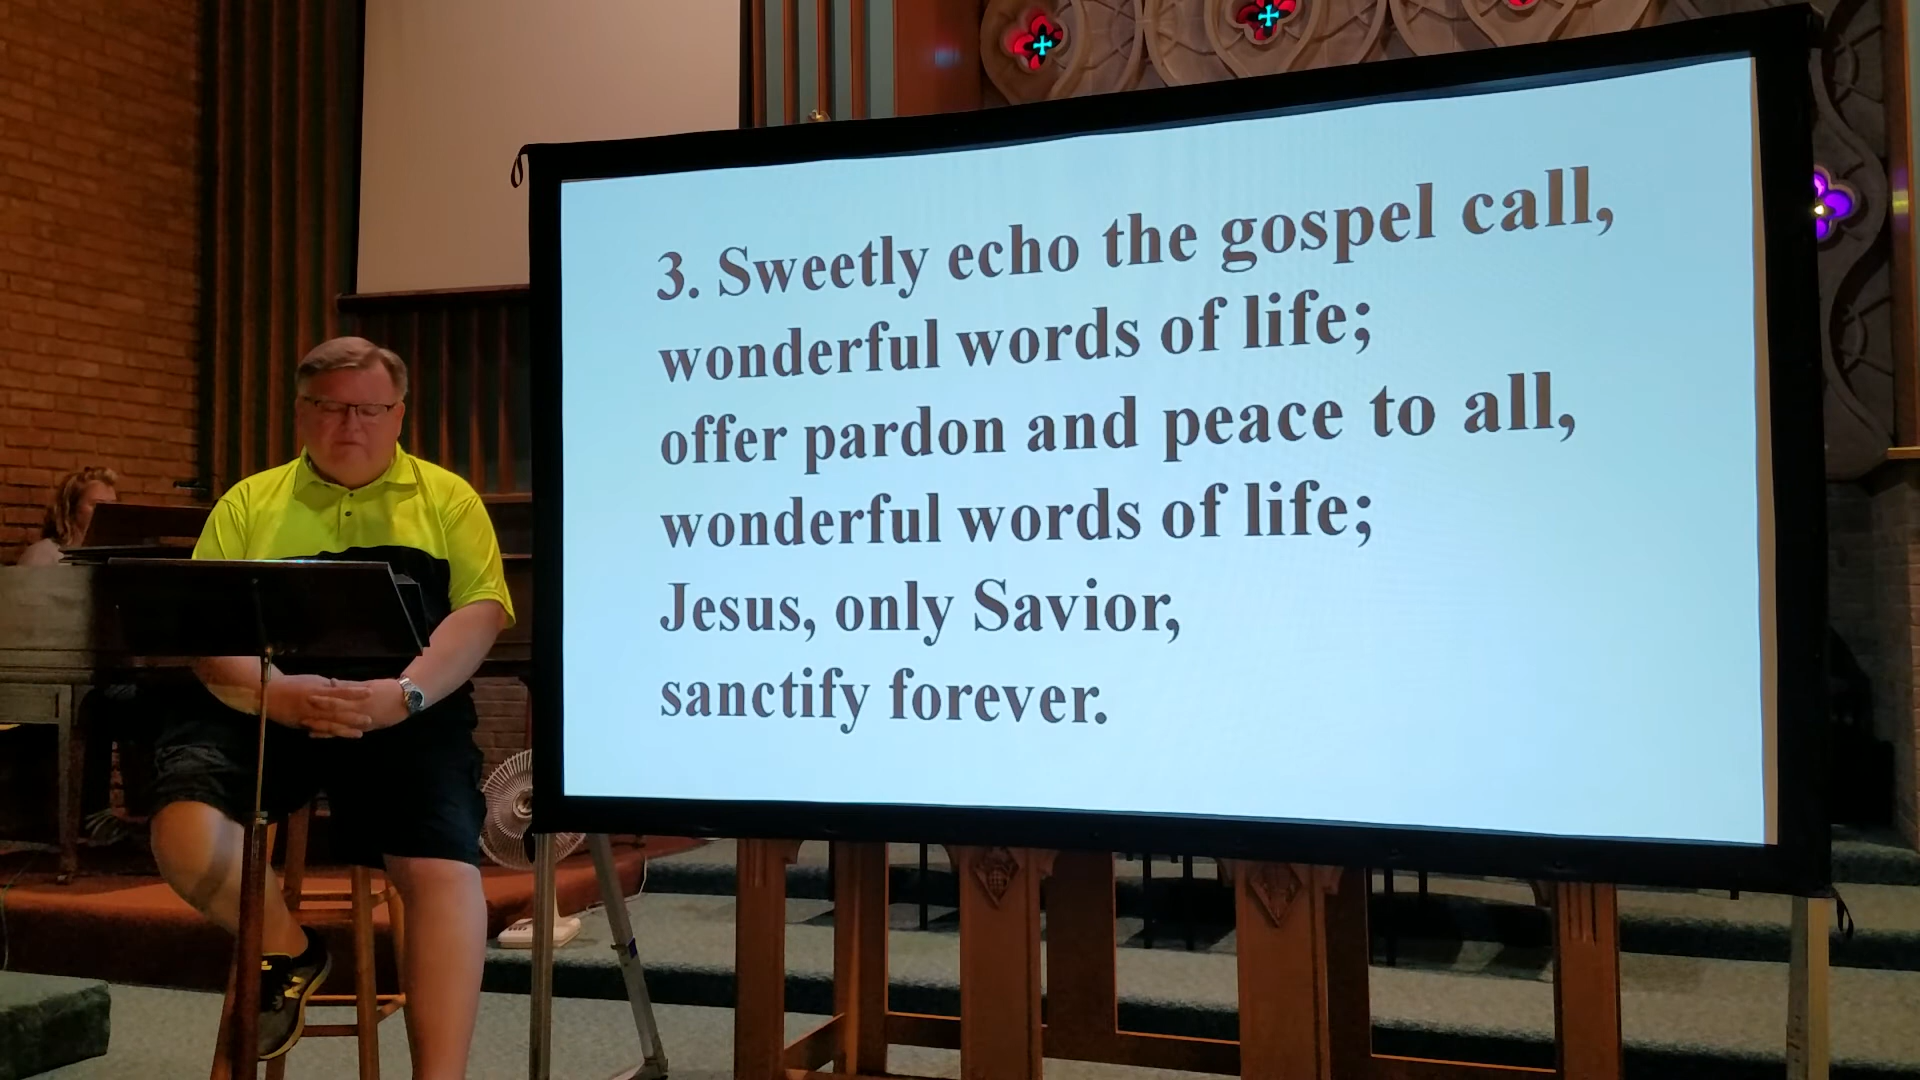 3. Sweetly echo the gospel call,
wonderful words of life;
offer pardon and peace to all,
wonderful words of life;
Jesus, only Savior,
sanctify forever.